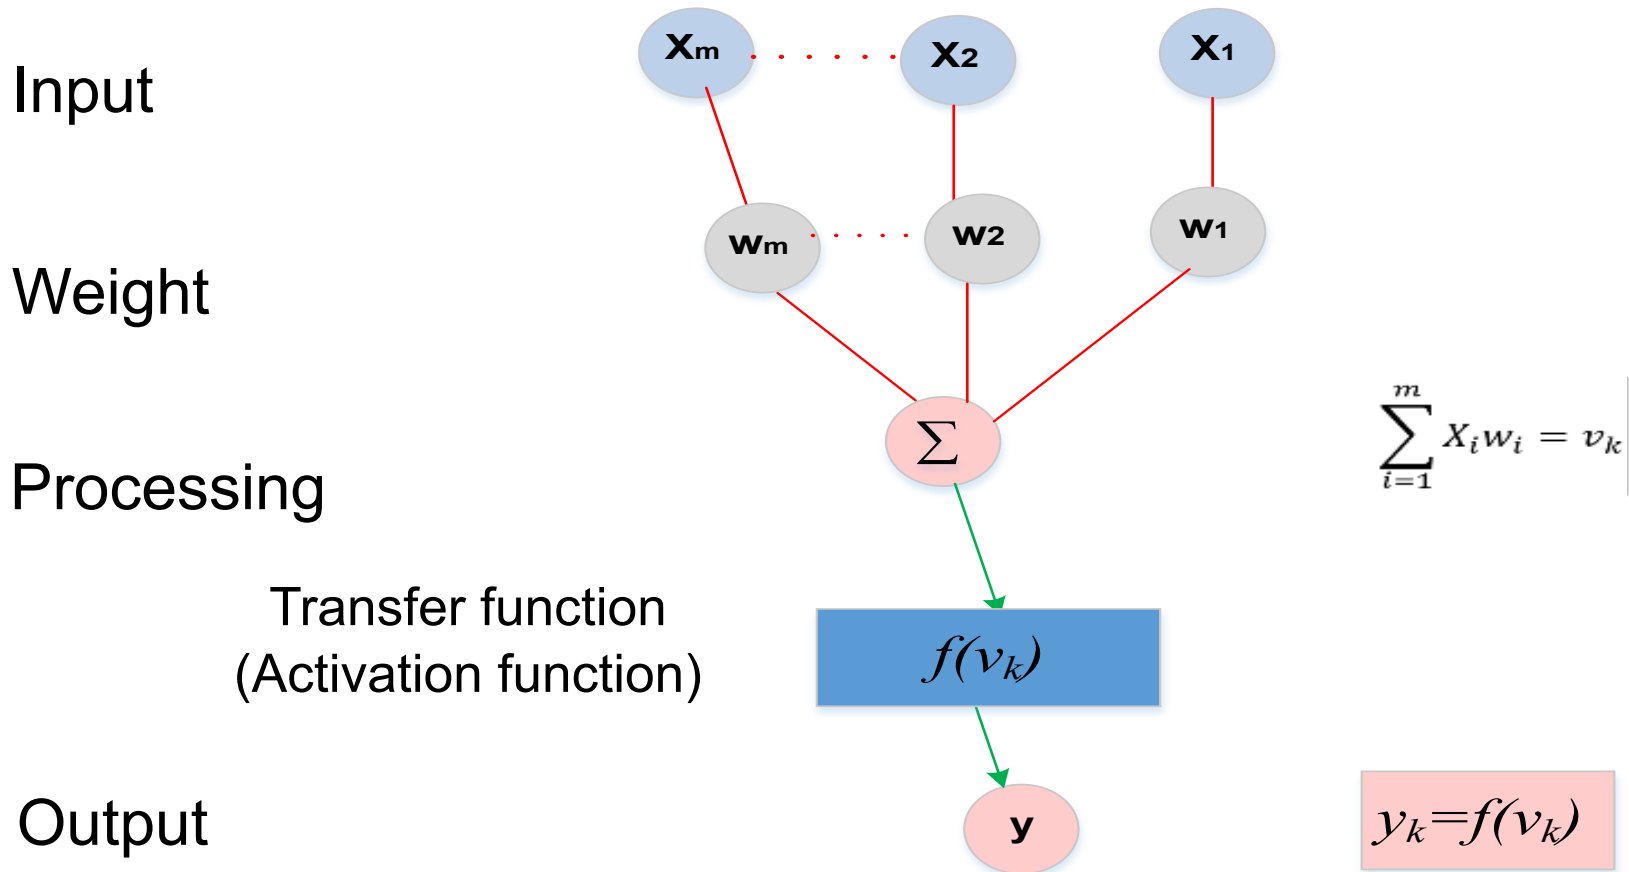 Input
Xm . . . . . . X2 X1
Weight
wm . . . . . w2 w1
Processing
∑
m
∑ Xiwi = vk
i=1
Transfer function
(Activation function)
f(vk)
Output
y
yk=f(vk)